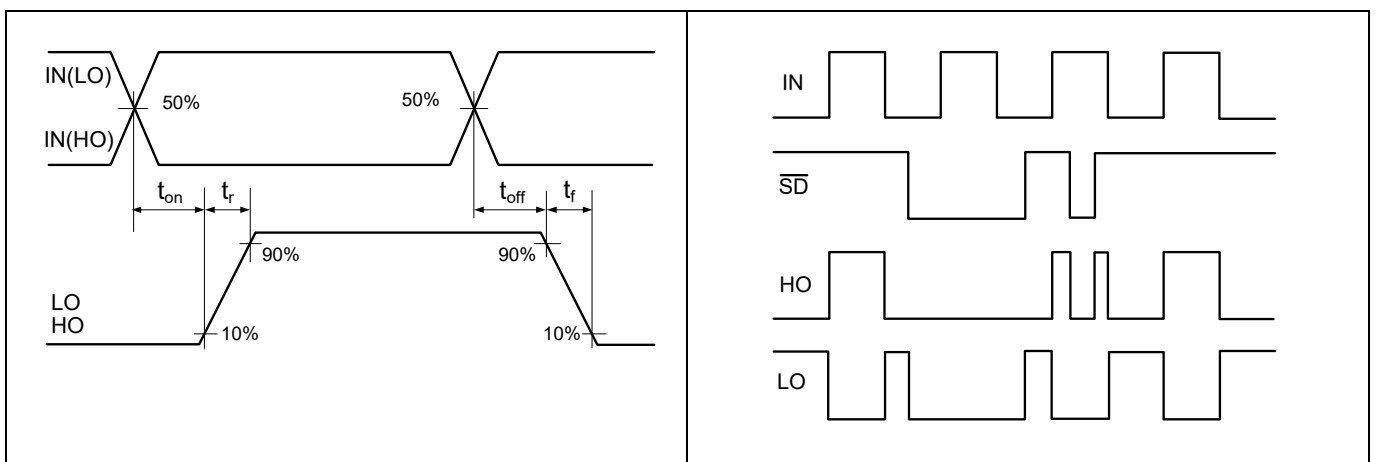 IN(LO)
50%
50%
IN(HO)
ton
tr
toff
tf
90%
90%
LO
HO
10%
10%
IN
SD
HO
LO